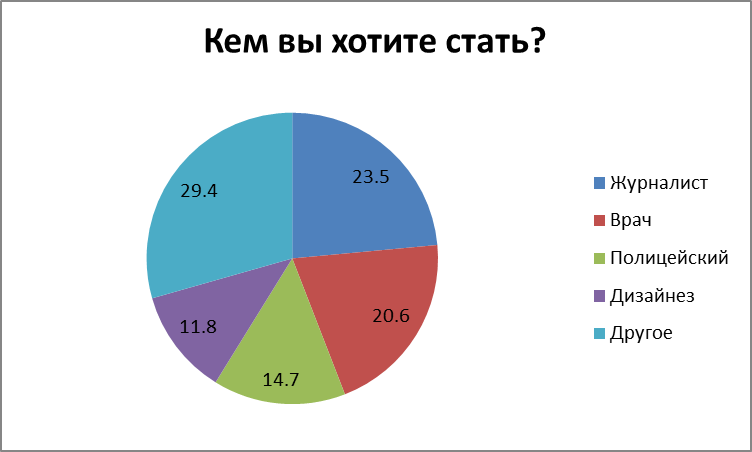 Кем вы хотите стать?
23.5
20.6
14.7
11.8
29.4
Журналист
Врач
Полицейский
Дизайнез
Другое